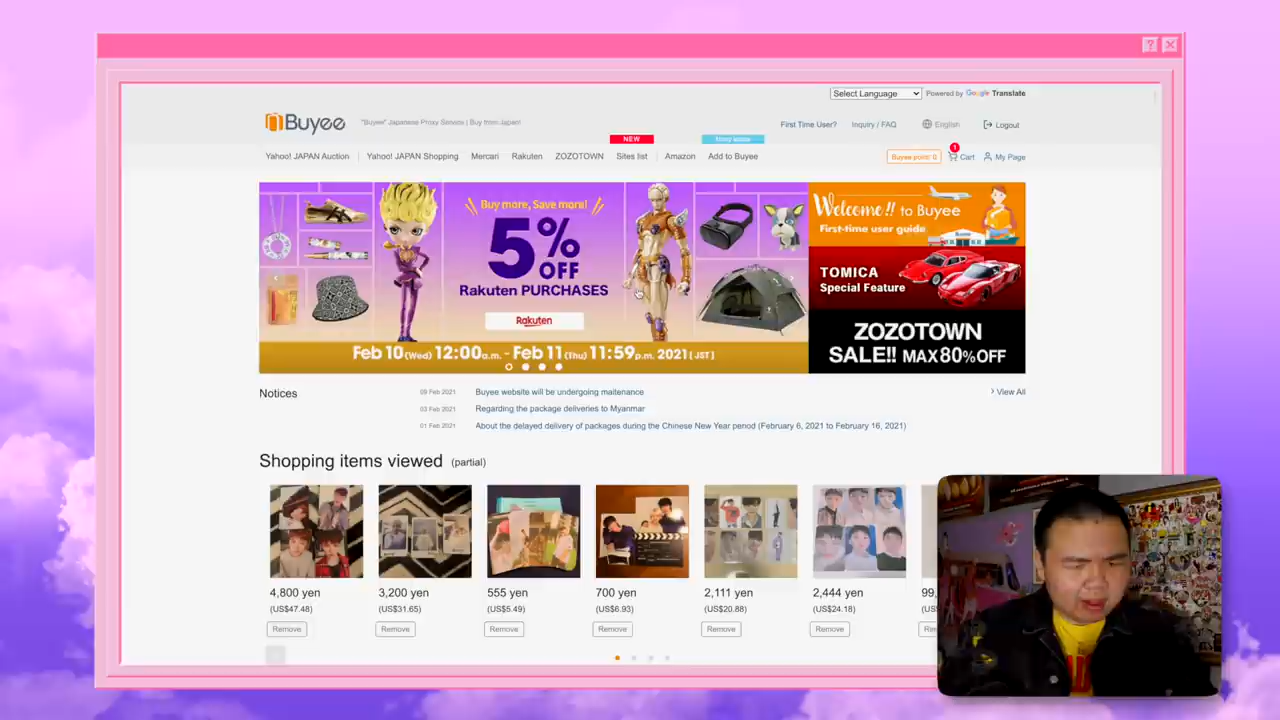 ? ×
Select Language Powered by Google Translate
Buyee "Buyee" Japanese Proxy Service | Buy from Japan! First Time User? Inquiry / FAQ English Logout
NEW
Yahoo! JAPAN Auction Yahoo! JAPAN Shopping Mercari Rakuten ZOZOTOWN Sites list Amazon Add to Buyee Buyee point: 0 1 Cart My Page
Buy more, Save more!
5% OFF
Rakuten PURCHASES
Rakuten
Feb 10(Wed) 12:00a.m. - Feb 11(Thu) 11:59p.m. 2021 [JST]
Welcome!! to Buyee
First-time user guide
TOMICA
Special Feature
ZOZOTOWN
SALE!! MAX80%OFF
Notices
09 Feb 2021 Buyee website will be undergoing maitenance
View All
03 Feb 2021 Regarding the package deliveries to Myanmar
01 Feb 2021 About the delayed delivery of packages during the Chinese New Year period (February 6, 2021 to February 16, 2021)
Shopping items viewed (partial)
4,800 yen 3,200 yen 555 yen 700 yen 2,111 yen 2,444 yen 99,
(US$47.48) (US$31.65) (US$5.49) (US$6.93) (US$20.88) (US$24.18) (US$
Remove Remove Remove Remove Remove Remove Rem